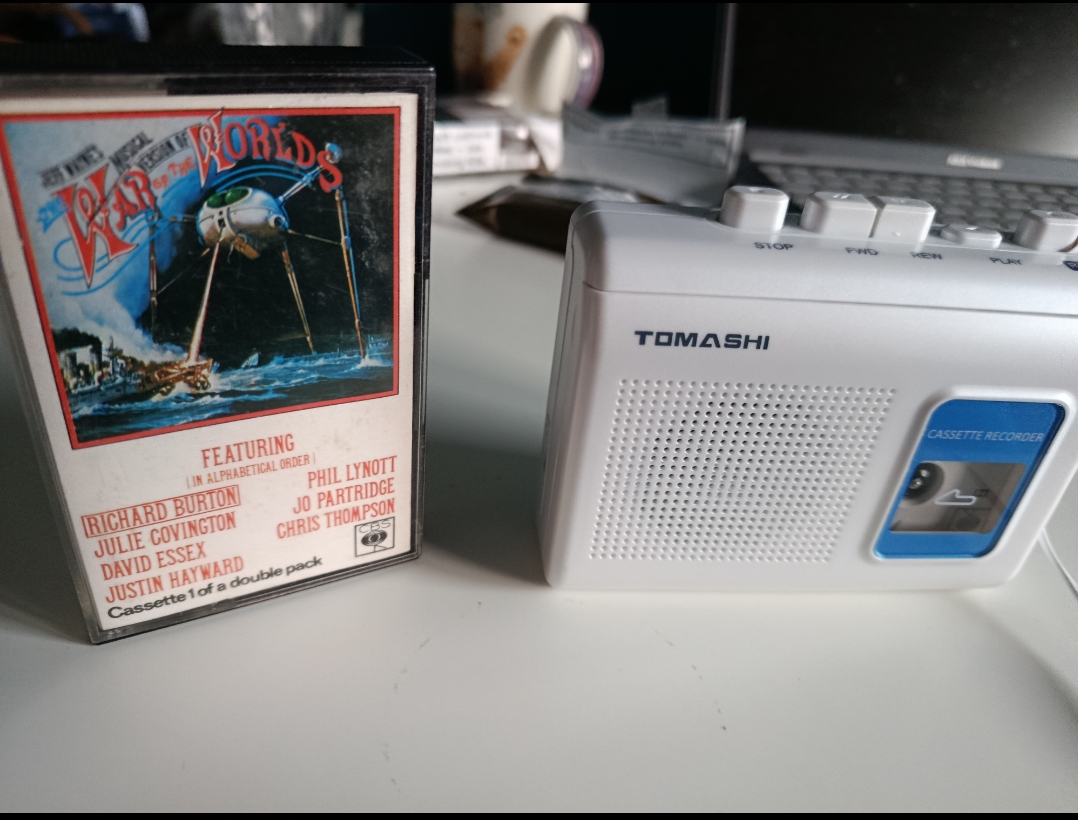 JEFF WAYNE'S
MUSICAL
VERSION OF
THE
WAR OF THE WORLDS
FEATURING
(IN ALPHABETICAL ORDER)
RICHARD BURTON
JULIE COVINGTON
DAVID ESSEX
JUSTIN HAYWARD
PHIL LYNOTT
JO PARTRIDGE
CHRIS THOMPSON
CBS
Cassette 1 of a double pack
STOP
FWD
REW
PLAY
TOMASHI
CASSETTE RECORDER